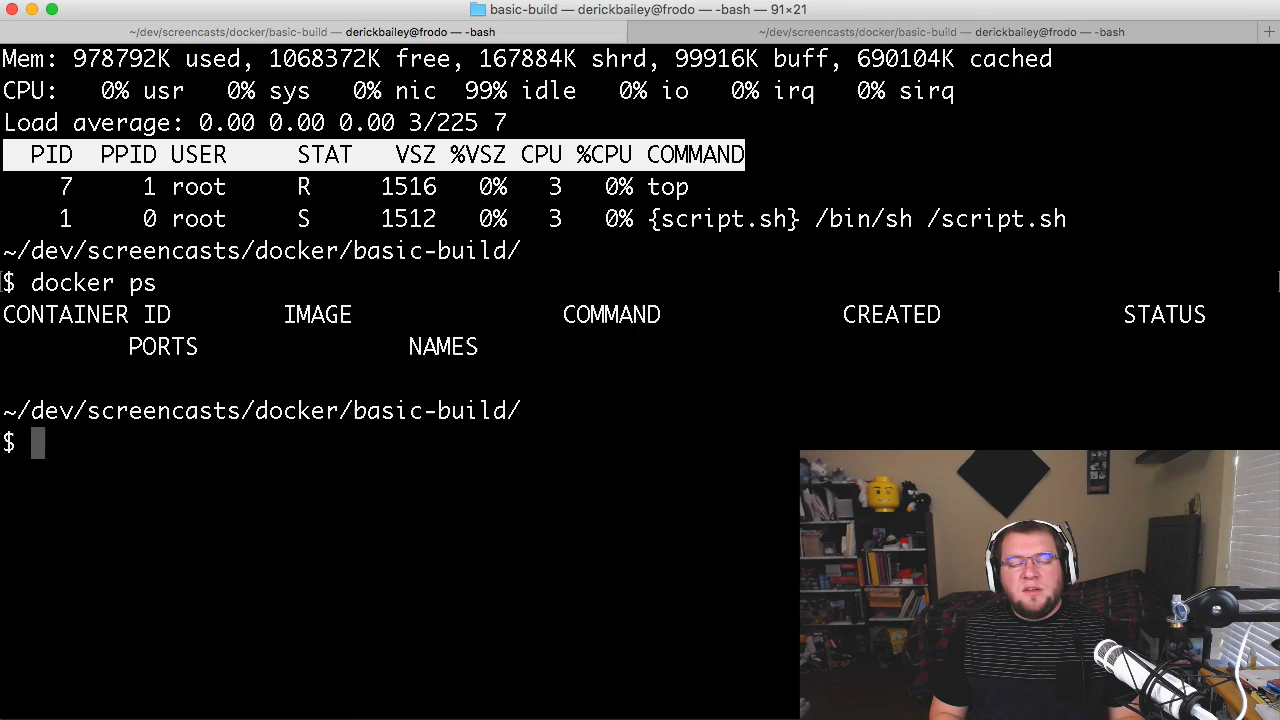 basic-build — derickbailey@frodo — -bash — 91×21
~/dev/screencasts/docker/basic-build — derickbailey@frodo — -bash
~/dev/screencasts/docker/basic-build — derickbailey@frodo — -bash
Mem: 978792K used, 1068372K free, 167884K shrd, 99916K buff, 690104K cached
CPU:   0% usr   0% sys   0% nic  99% idle   0% io   0% irq   0% sirq
Load average: 0.00 0.00 0.00 3/225 7
  PID  PPID USER     STAT   VSZ %VSZ CPU %CPU COMMAND
    7     1 root     R     1516   0%   3   0% top
    1     0 root     S     1512   0%   3   0% {script.sh} /bin/sh /script.sh
~/dev/screencasts/docker/basic-build/
$ docker ps
CONTAINER ID        IMAGE               COMMAND             CREATED             STATUS
         PORTS               NAMES
~/dev/screencasts/docker/basic-build/
$